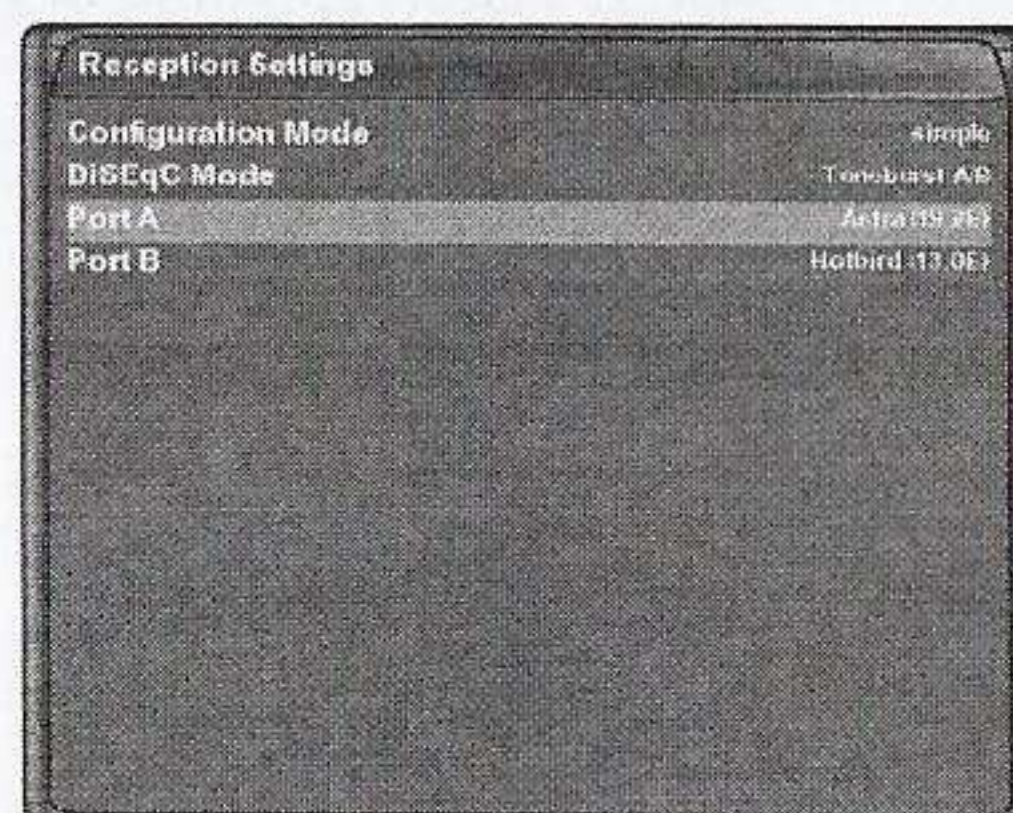 Reception Settings
Configuration Mode simple
DiSEqC Mode Toneburst A/B
Port A Astra (19.2E)
Port B Hotbird (13.0E)